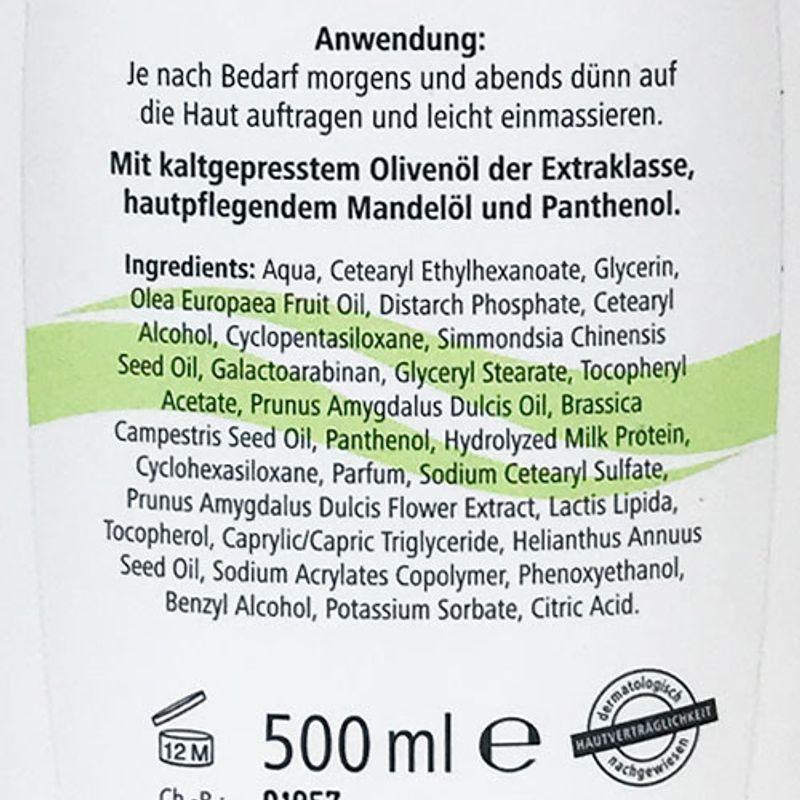 Anwendung:
Je nach Bedarf morgens und abends dünn auf
die Haut auftragen und leicht einmassieren.
Mit kaltgepresstem Olivenöl der Extraklasse,
hautpflegendem Mandelöl und Panthenol.
Ingredients: Aqua, Cetearyl Ethylhexanoate, Glycerin,
Olea Europaea Fruit Oil, Distarch Phosphate, Cetearyl
Alcohol, Cyclopentasiloxane, Simmondsia Chinensis
Seed Oil, Galactoarabinan, Glyceryl Stearate, Tocopheryl
Acetate, Prunus Amygdalus Dulcis Oil, Brassica
Campestris Seed Oil, Panthenol, Hydrolyzed Milk Protein,
Cyclohexasiloxane, Parfum, Sodium Cetearyl Sulfate,
Prunus Amygdalus Dulcis Flower Extract, Lactis Lipida,
Tocopherol, Caprylic/Capric Triglyceride, Helianthus Annuus
Seed Oil, Sodium Acrylates Copolymer, Phenoxyethanol,
Benzyl Alcohol, Potassium Sorbate, Citric Acid.
dermatologisch
HAUTVERTRÄGLICHKEIT
nachgewiesen
12 M
500 ml e